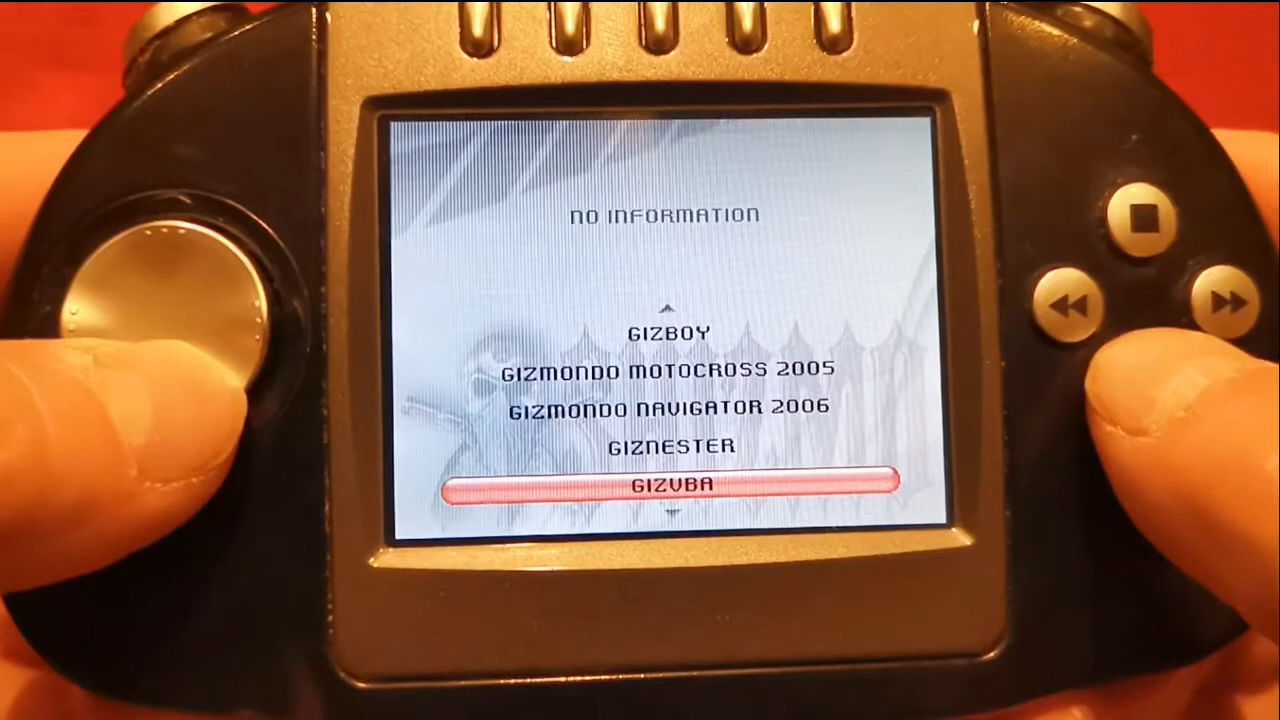 NO INFORMATION
GIZBOY
GIZMONDO MOTOCROSS 2005
GIZMONDO NAVIGATOR 2006
GIZNESTER
GIZVBA